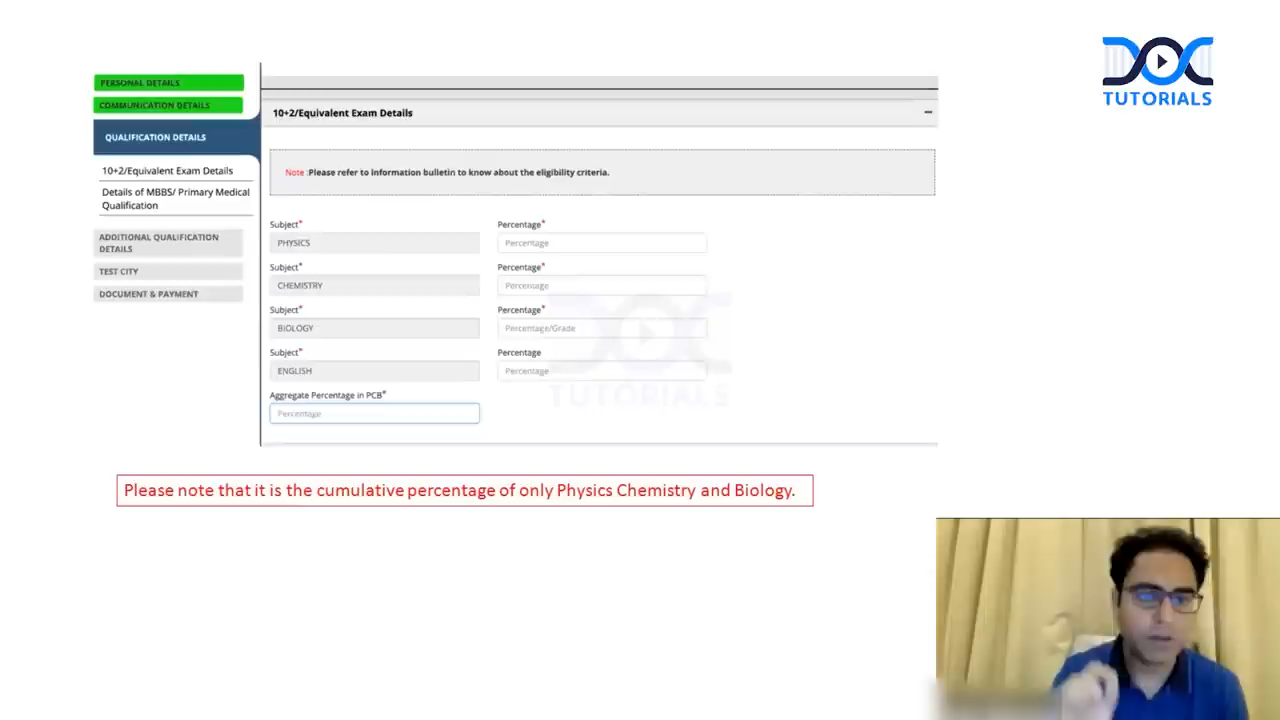 DOC
TUTORIALS
PERSONAL DETAILS
COMMUNICATION DETAILS
QUALIFICATION DETAILS
10+2/Equivalent Exam Details
Details of MBBS/ Primary Medical
Qualification
ADDITIONAL QUALIFICATION
DETAILS
TEST CITY
DOCUMENT & PAYMENT
10+2/Equivalent Exam Details
Note :Please refer to information bulletin to know about the eligibility criteria.
Subject* Percentage*
PHYSICS Percentage
Subject* Percentage*
CHEMISTRY Percentage
Subject* Percentage*
BIOLOGY Percentage/Grade
Subject* Percentage
ENGLISH Percentage
Aggregate Percentage in PCB*
Percentage
DOC
TUTORIALS
Please note that it is the cumulative percentage of only Physics Chemistry and Biology.